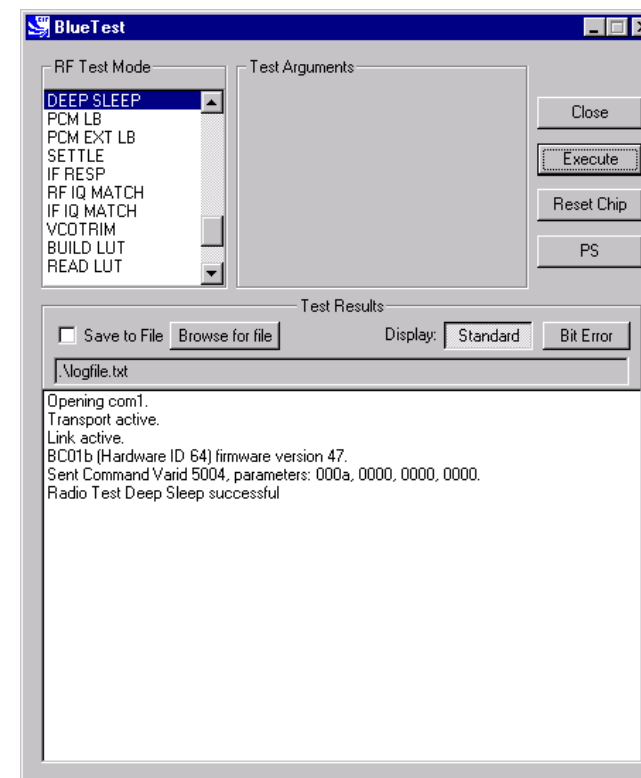 BlueTest
RF Test Mode
Test Arguments
DEEP SLEEP
PCM LB
PCM EXT LB
SETTLE
IF RESP
RF IQ MATCH
IF IQ MATCH
VCOTRIM
BUILD LUT
READ LUT
Close
Execute
Reset Chip
PS
Test Results
Save to File
Browse for file
Display:
Standard
Bit Error
.\logfile.txt
Opening com1.
Transport active.
Link active.
BC01b (Hardware ID 64) firmware version 47.
Sent Command Varid 5004, parameters: 000a, 0000, 0000, 0000.
Radio Test Deep Sleep successful